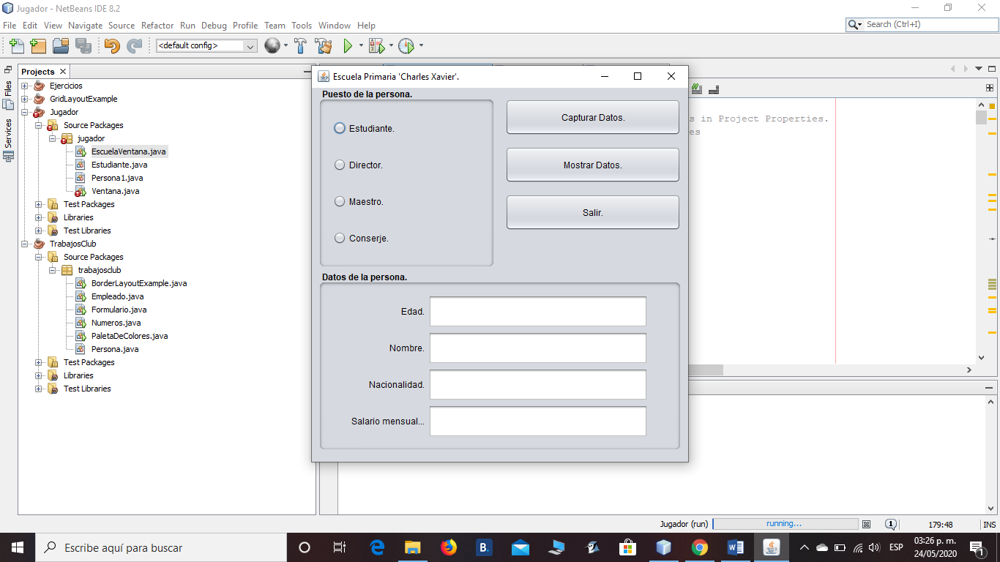 Jugador - NetBeans IDE 8.2
File Edit View Navigate Source Refactor Run Debug Profile Team Tools Window Help
Search (Ctrl+I)
<default config>
Projects
Files
Services
Ejercicios
GridLayoutExample
Jugador
Source Packages
jugador
EscuelaVentana.java
Estudiante.java
Persona1.java
Ventana.java
Test Packages
Libraries
Test Libraries
TrabajosClub
Source Packages
trabajosclub
BorderLayoutExample.java
Empleado.java
Formulario.java
Numeros.java
PaletaDeColores.java
Persona.java
Test Packages
Libraries
Test Libraries
Escuela Primaria 'Charles Xavier'.
Puesto de la persona.
Estudiante.
Director.
Maestro.
Conserje.
Capturar Datos.
Mostrar Datos.
Salir.
Datos de la persona.
Edad.
Nombre.
Nacionalidad.
Salario mensual...
s in Project Properties.
es
Jugador (run) running... 1 179:48 INS
Escribe aquí para buscar
ESP
03:26 p. m.
24/05/2020
1